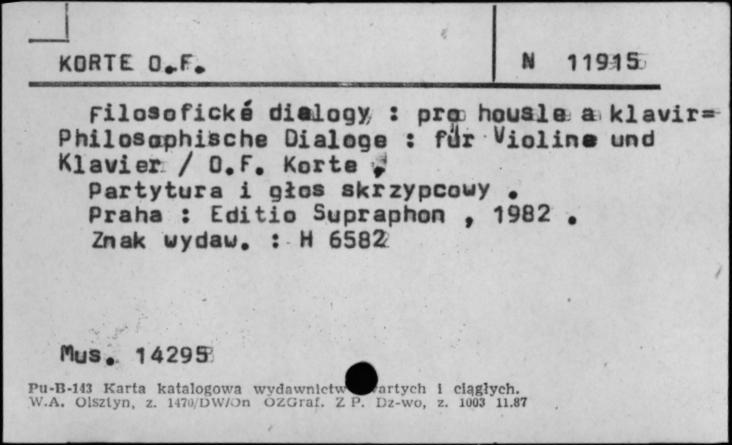 KORTE O.F.
N 11915
Filosofické dialogy : pro housle a klavir=
Philosophische Dialoge : für Violine und
Klavier / O.F. Korte ,
Partytura i głos skrzypcowy .
Praha : Editio Supraphon , 1982 .
Znak wydaw. : H 6582
Mus. 14295
Pu-B-143 Karta katalogowa wydawnictw zwartych i ciągłych.
W.A. Olsztyn, z. 1470/DW/On OZGraf. Z P. Dz-wo, z. 1003 11.87